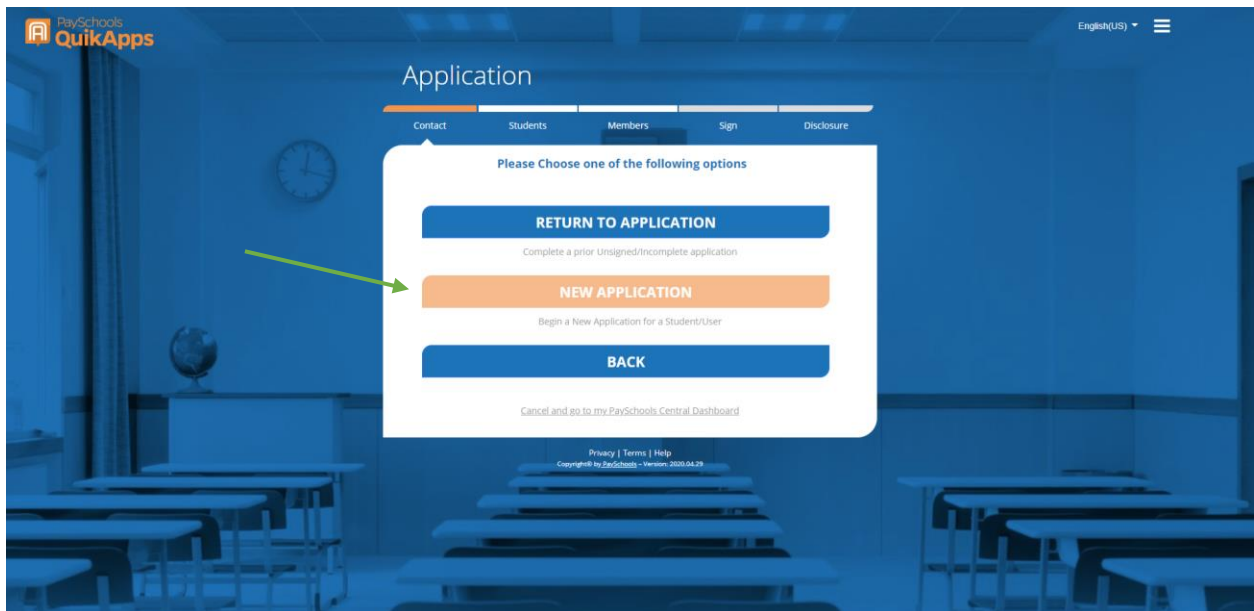 PaySchools
QuikApps
English(US)
Application
Contact Students Members Sign Disclosure
Please Choose one of the following options
RETURN TO APPLICATION
Complete a prior Unsigned/Incomplete application
NEW APPLICATION
Begin a New Application for a Student/User
BACK
Cancel and go to my PaySchools Central Dashboard
Privacy | Terms | Help
Copyright© by PaySchools – Version: 2020.04.29